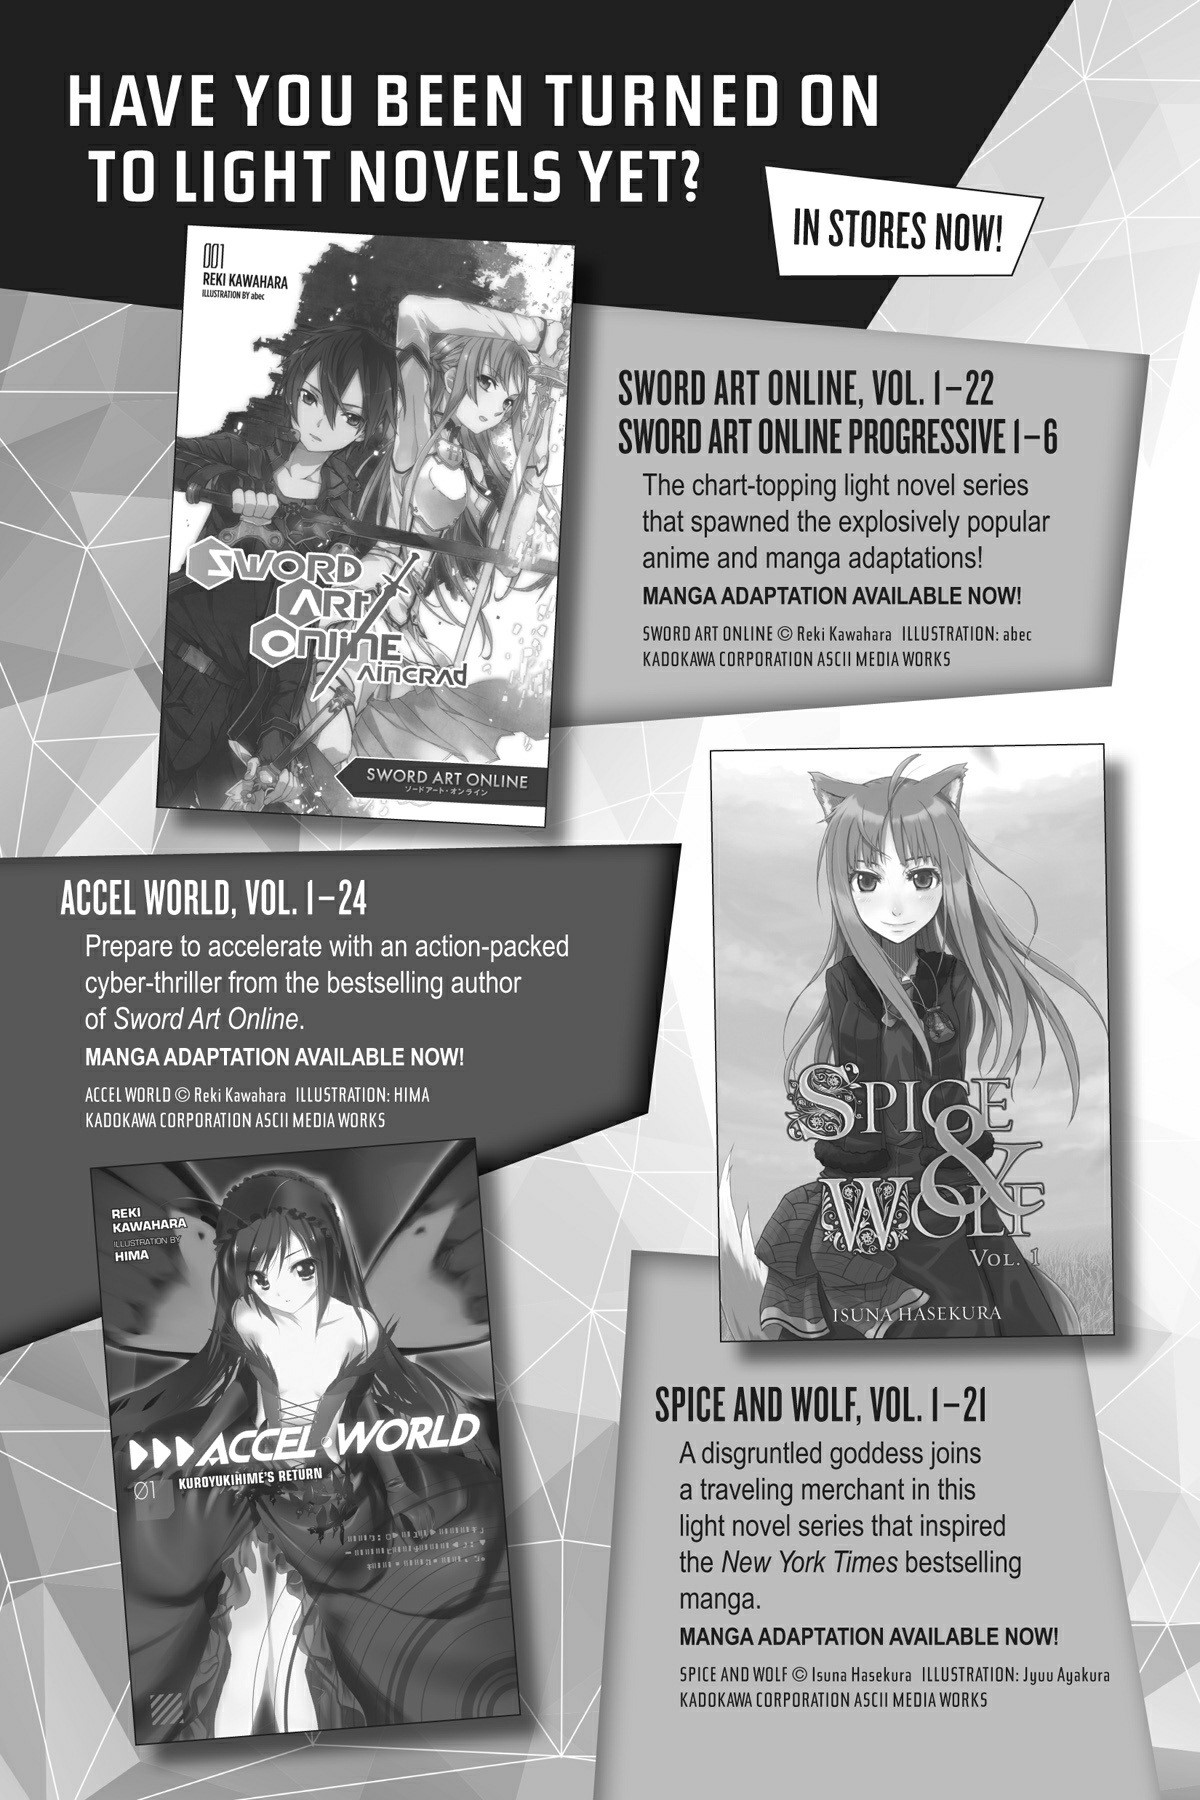 HAVE YOU BEEN TURNED ON
TO LIGHT NOVELS YET?
IN STORES NOW!
001
REKI KAWAHARA
ILLUSTRATION BY abec
SWORD
ART
ONLINE
AINCRAD
SWORD ART ONLINE
ソードアート・オンライン
SWORD ART ONLINE, VOL. 1–22
SWORD ART ONLINE PROGRESSIVE 1–6
The chart-topping light novel series
that spawned the explosively popular
anime and manga adaptations!
MANGA ADAPTATION AVAILABLE NOW!
SWORD ART ONLINE © Reki Kawahara ILLUSTRATION: abec
KADOKAWA CORPORATION ASCII MEDIA WORKS
ACCEL WORLD, VOL. 1–24
Prepare to accelerate with an action-packed
cyber-thriller from the bestselling author
of Sword Art Online.
MANGA ADAPTATION AVAILABLE NOW!
ACCEL WORLD © Reki Kawahara ILLUSTRATION: HIMA
KADOKAWA CORPORATION ASCII MEDIA WORKS
REKI
KAWAHARA
ILLUSTRATION BY
HIMA
ACCEL WORLD
01
KUROYUKIHIME'S RETURN
SPICE
&
WOLF
VOL. 1
ISUNA HASEKURA
SPICE AND WOLF, VOL. 1–21
A disgruntled goddess joins
a traveling merchant in this
light novel series that inspired
the New York Times bestselling
manga.
MANGA ADAPTATION AVAILABLE NOW!
SPICE AND WOLF © Isuna Hasekura ILLUSTRATION: Jyuu Ayakura
KADOKAWA CORPORATION ASCII MEDIA WORKS